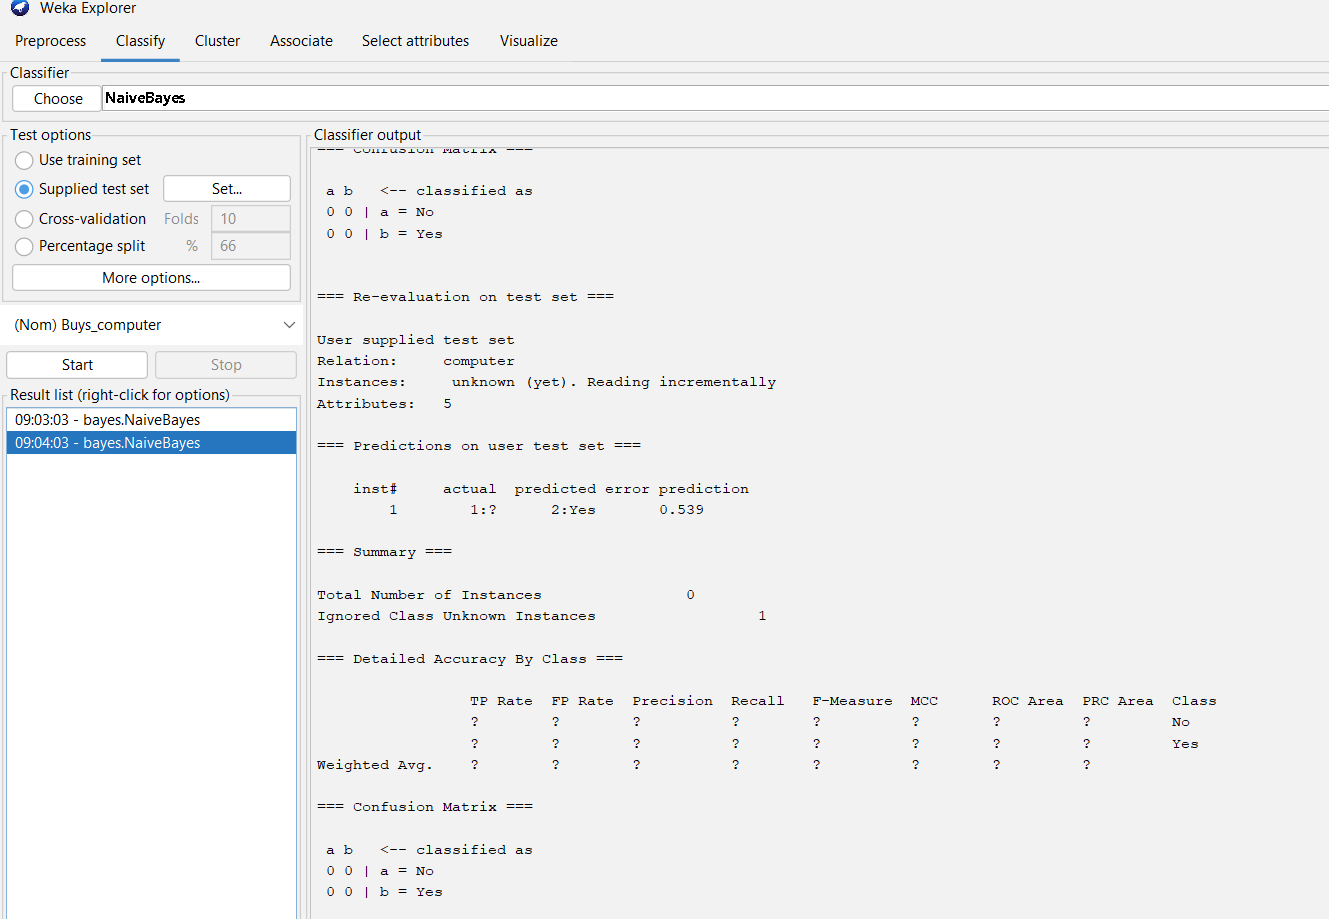 Weka Explorer
Preprocess Classify Cluster Associate Select attributes Visualize
Classifier
Choose NaiveBayes
Test options
Use training set
Supplied test set Set...
Cross-validation Folds 10
Percentage split % 66
More options...
(Nom) Buys_computer
Start Stop
Result list (right-click for options)
09:03:03 - bayes.NaiveBayes
09:04:03 - bayes.NaiveBayes
Classifier output
=== Confusion Matrix ===
a b <-- classified as
0 0 | a = No
0 0 | b = Yes
=== Re-evaluation on test set ===
User supplied test set
Relation: computer
Instances: unknown (yet). Reading incrementally
Attributes: 5
=== Predictions on user test set ===
inst# actual predicted error prediction
1 1:? 2:Yes 0.539
=== Summary ===
Total Number of Instances 0
Ignored Class Unknown Instances 1
=== Detailed Accuracy By Class ===
TP Rate FP Rate Precision Recall F-Measure MCC ROC Area PRC Area Class
? ? ? ? ? ? ? ? No
? ? ? ? ? ? ? ? Yes
Weighted Avg. ? ? ? ? ? ? ? ?
=== Confusion Matrix ===
a b <-- classified as
0 0 | a = No
0 0 | b = Yes